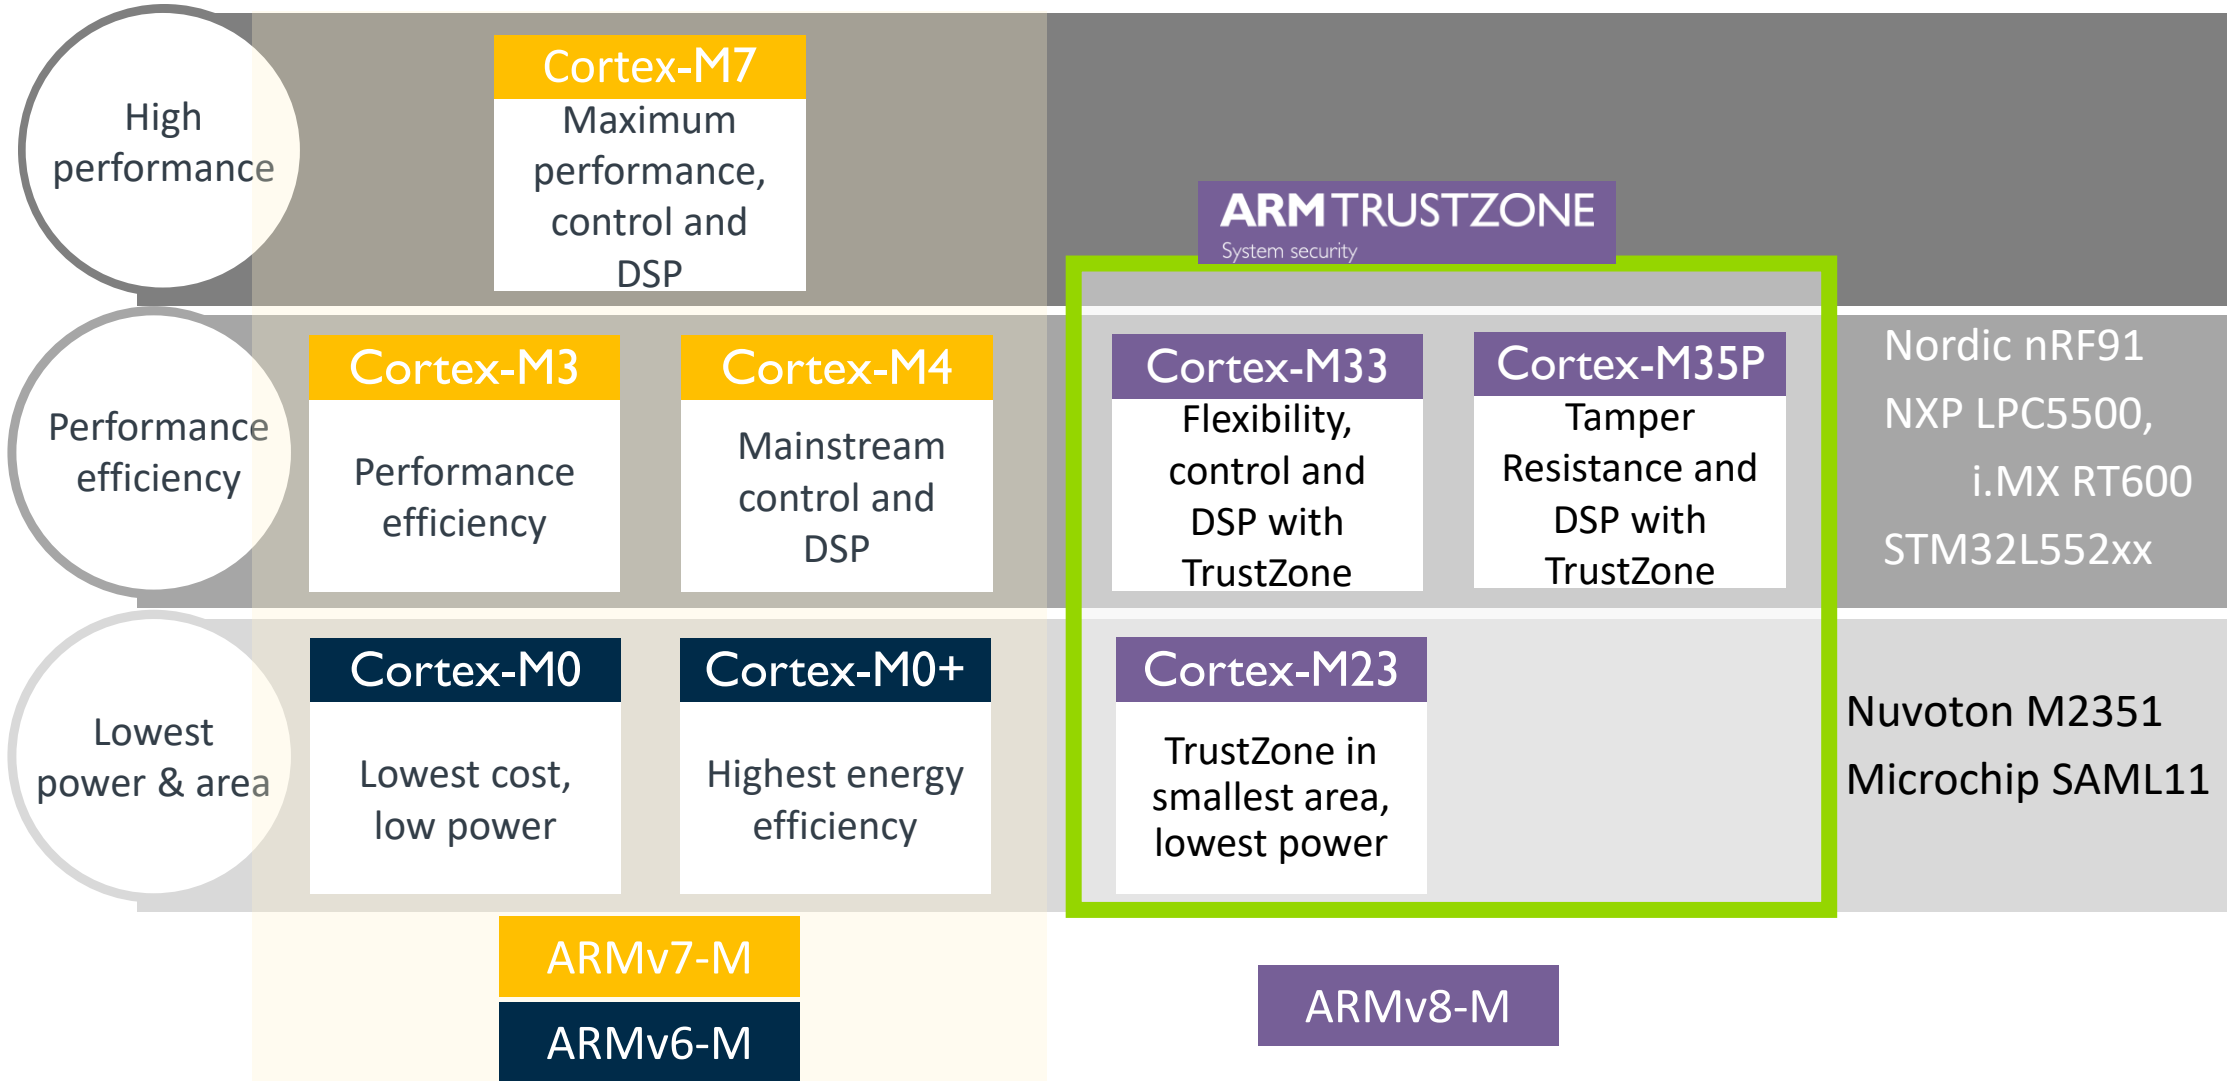 High
performance
Cortex-M7
Maximum
performance,
control and
DSP
ARMTRUSTZONE
System security
Performance
efficiency
Cortex-M3
Performance
efficiency
Cortex-M4
Mainstream
control and
DSP
Cortex-M33
Flexibility,
control and
DSP with
TrustZone
Cortex-M35P
Tamper
Resistance and
DSP with
TrustZone
Nordic nRF91
NXP LPC5500,
i.MX RT600
STM32L552xx
Lowest
power & area
Cortex-M0
Lowest cost,
low power
Cortex-M0+
Highest energy
efficiency
Cortex-M23
TrustZone in
smallest area,
lowest power
Nuvoton M2351
Microchip SAML11
ARMv7-M
ARMv6-M
ARMv8-M